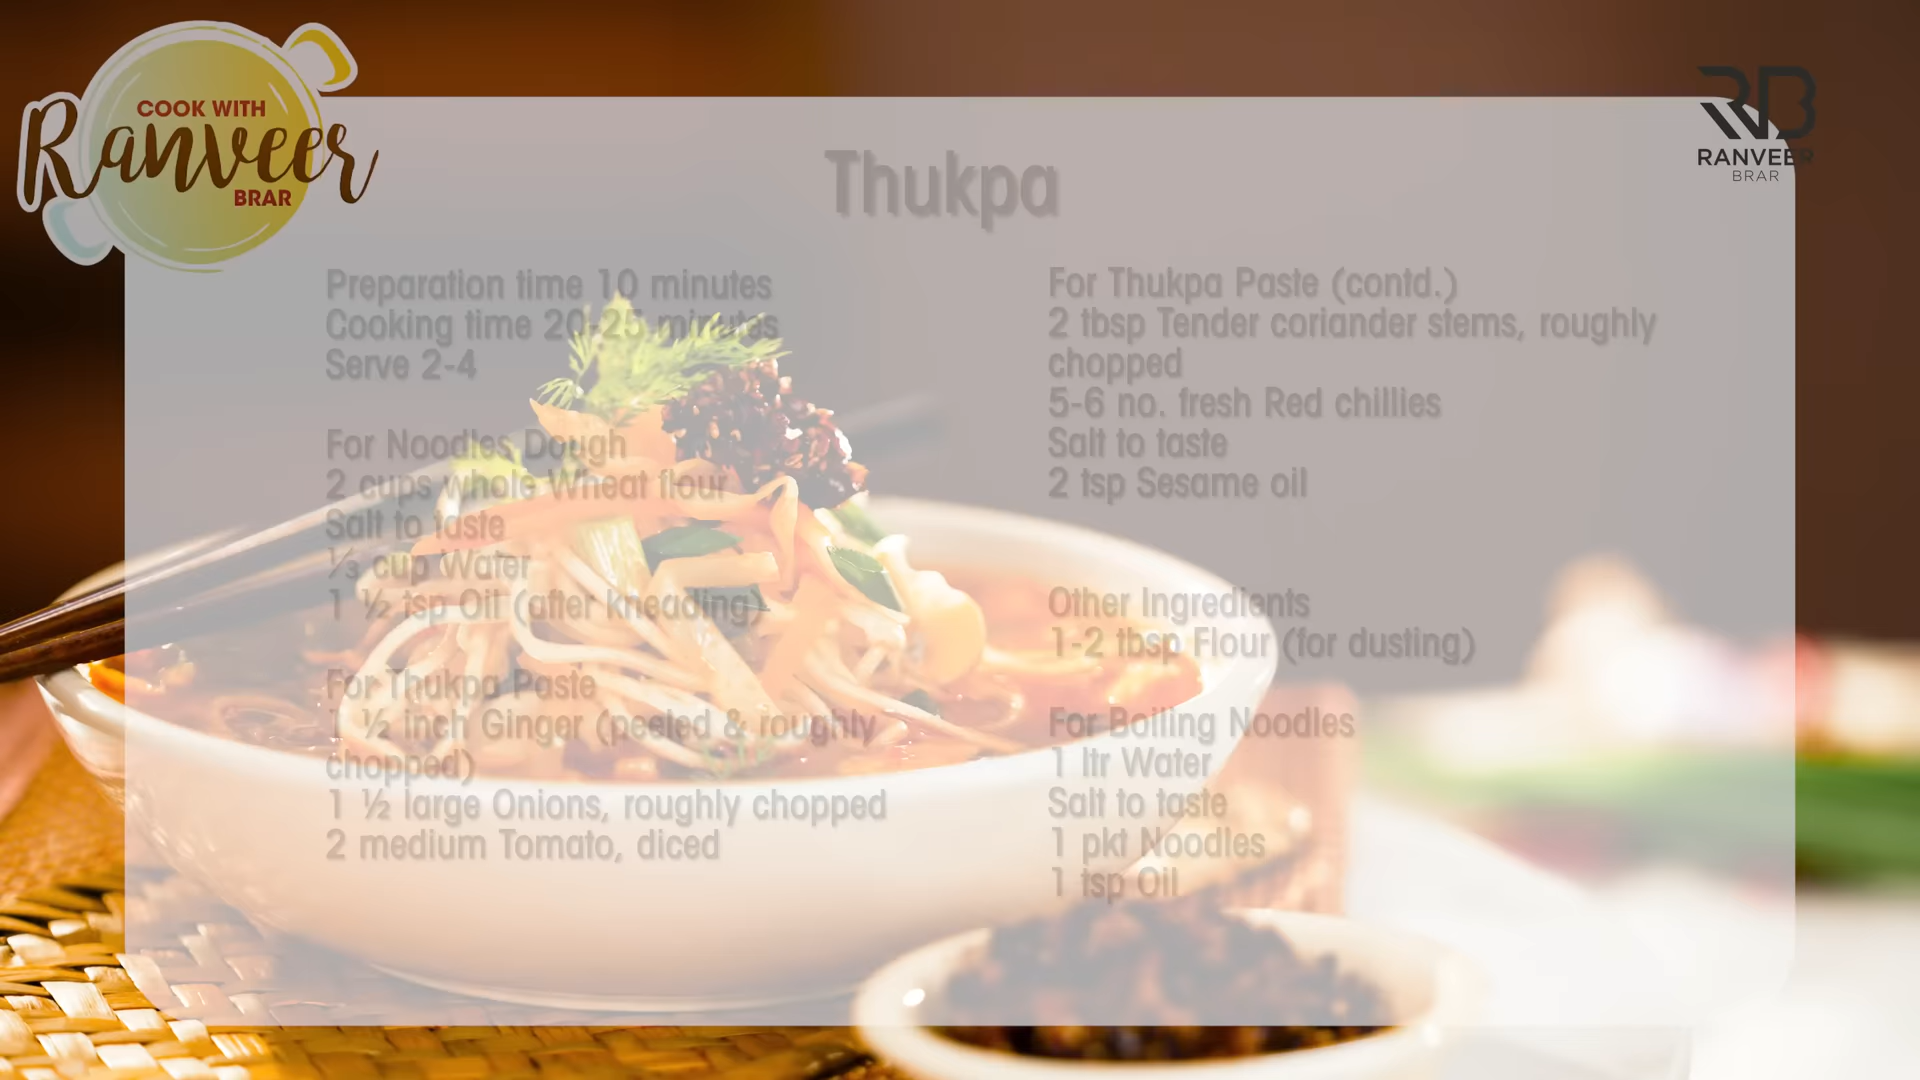 COOK WITH
Ranveer
BRAR
RB
RANVEER
BRAR
Thukpa
Preparation time 10 minutes
Cooking time 20-25 minutes
Serve 2-4
For Noodles Dough
2 cups whole Wheat flour
Salt to taste
⅓ cup Water
1 ½ tsp Oil (after kneading)
For Thukpa Paste
1 ½ inch Ginger (peeled & roughly
chopped)
1 ½ large Onions, roughly chopped
2 medium Tomato, diced
For Thukpa Paste (contd.)
2 tbsp Tender coriander stems, roughly
chopped
5-6 no. fresh Red chillies
Salt to taste
2 tsp Sesame oil
Other Ingredients
1-2 tbsp Flour (for dusting)
For Boiling Noodles
1 ltr Water
Salt to taste
1 pkt Noodles
1 tsp Oil